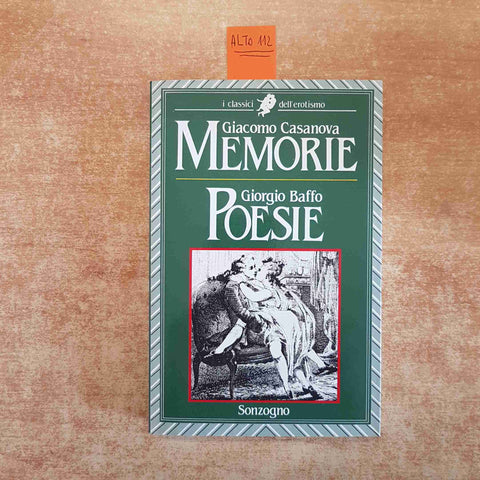 ALTO 112
i classici dell'erotismo
Giacomo Casanova
MEMORIE
Giorgio Baffo
POESIE
Sonzogno